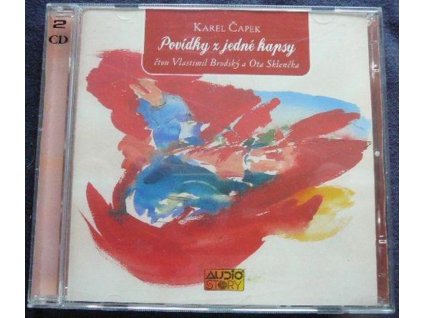 2
CD
KAREL ČAPEK
Povídky z jedné kapsy
čtou Vlastimil Brodský a Ota Sklenčka
AUDIO
STORY